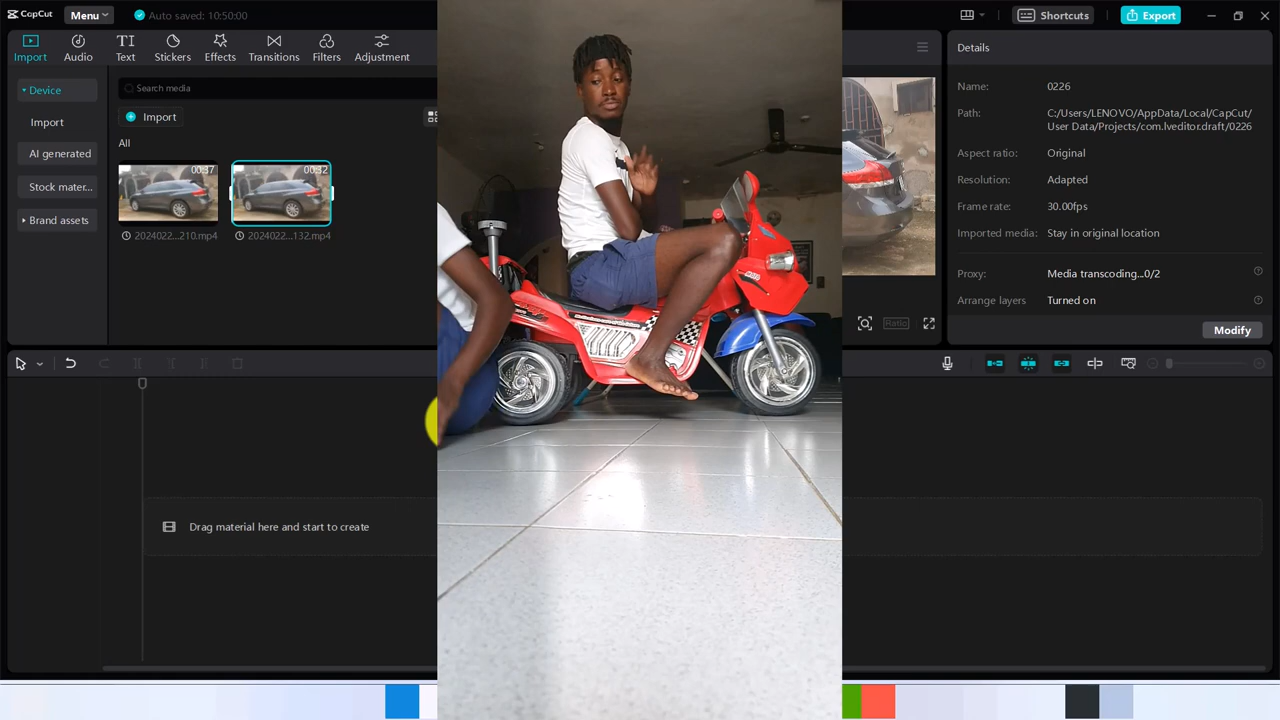 CapCut
Menu
Auto saved: 10:50:00
Shortcuts
Export
Import
Audio
Text
Stickers
Effects
Transitions
Filters
Adjustment
Details
Device
Import
AI generated
Stock mater...
Brand assets
Search media
Import
All
00:37
00:32
2024022...210.mp4
2024022...132.mp4
Name: 0226
Path: C:/Users/LENOVO/AppData/Local/CapCut/
User Data/Projects/com.lveditor.draft/0226
Aspect ratio: Original
Resolution: Adapted
Frame rate: 30.00fps
Imported media: Stay in original location
Proxy: Media transcoding...0/2
Arrange layers Turned on
Ratio
Modify
Drag material here and start to create